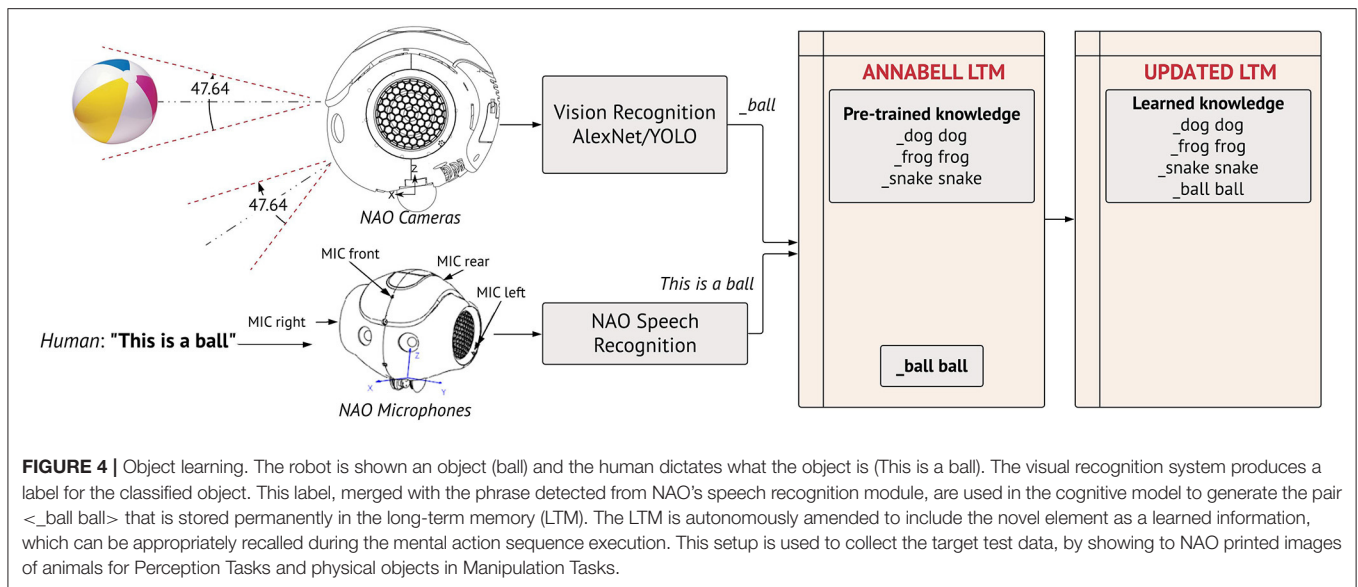 47.64
47.64
NAO Cameras
Z
X
Vision Recognition
AlexNet/YOLO
_ball
Human: "This is a ball"
MIC right
MIC front
MIC rear
MIC left
Z
X
Y
NAO Microphones
NAO Speech
Recognition
This is a ball
ANNABELL LTM
Pre-trained knowledge
_dog dog
_frog frog
_snake snake
_ball ball
UPDATED LTM
Learned knowledge
_dog dog
_frog frog
_snake snake
_ball ball
FIGURE 4 | Object learning. The robot is shown an object (ball) and the human dictates what the object is (This is a ball). The visual recognition system produces a
label for the classified object. This label, merged with the phrase detected from NAO's speech recognition module, are used in the cognitive model to generate the pair
<_ball ball> that is stored permanently in the long-term memory (LTM). The LTM is autonomously amended to include the novel element as a learned information,
which can be appropriately recalled during the mental action sequence execution. This setup is used to collect the target test data, by showing to NAO printed images
of animals for Perception Tasks and physical objects in Manipulation Tasks.